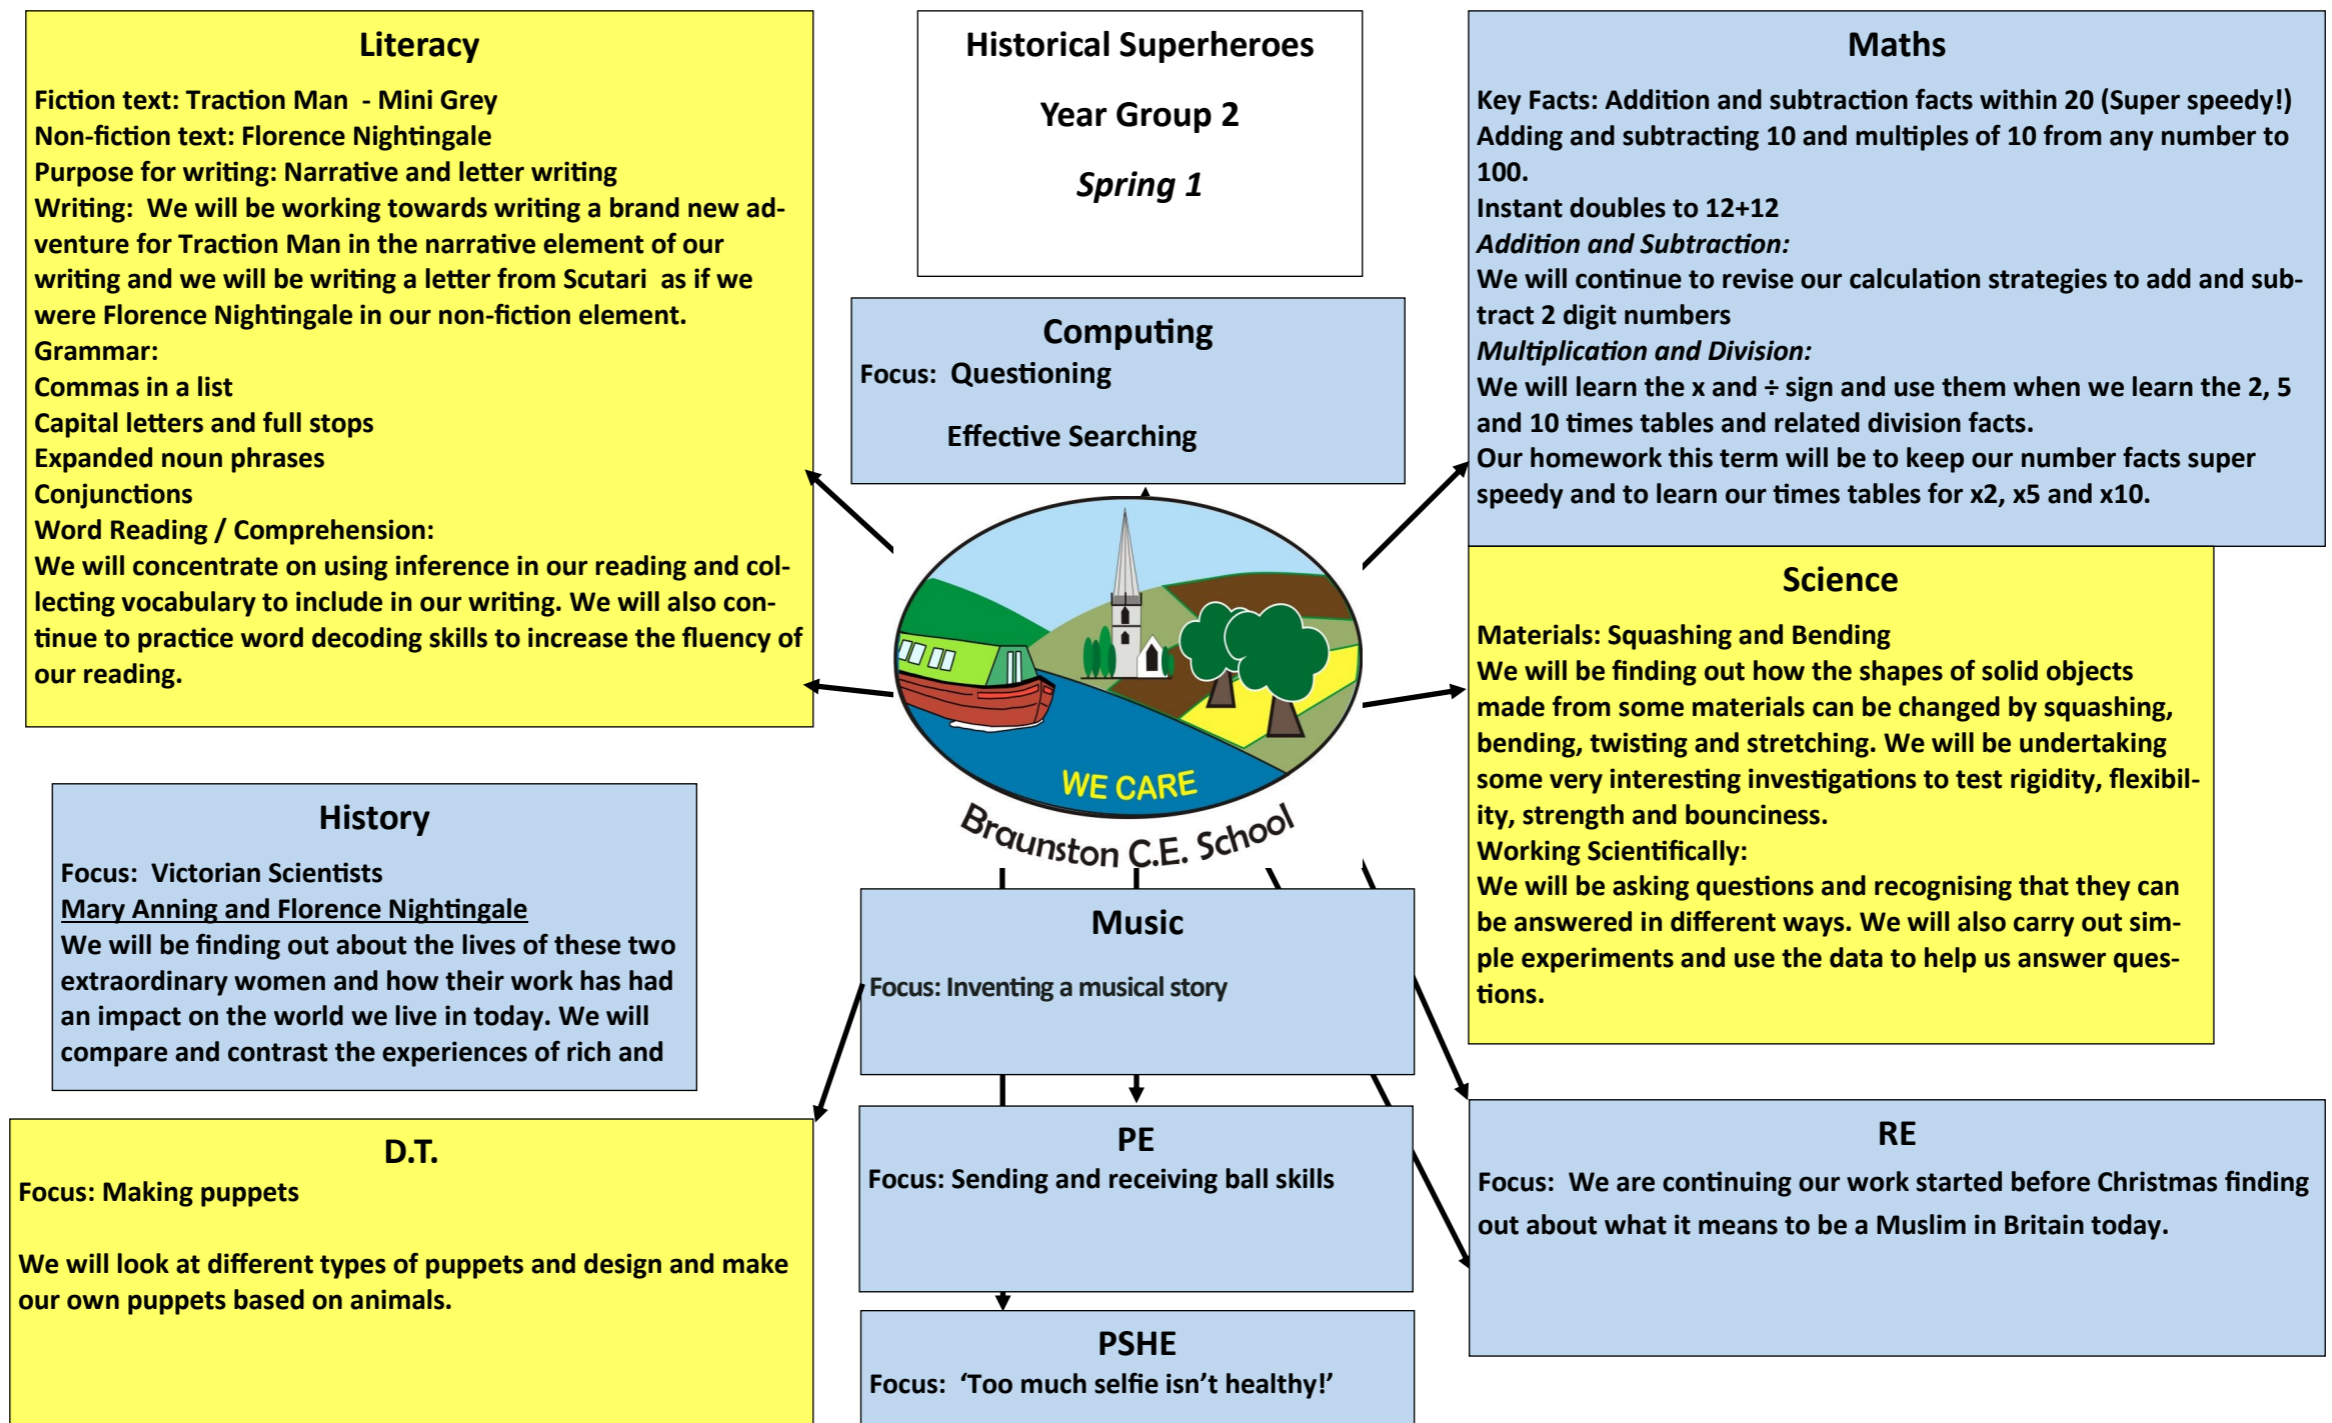 Literacy
Fiction text: Traction Man  - Mini Grey
Non-fiction text: Florence Nightingale
Purpose for writing: Narrative and letter writing
Writing:  We will be working towards writing a brand new ad-
venture for Traction Man in the narrative element of our
writing and we will be writing a letter from Scutari  as if we
were Florence Nightingale in our non-fiction element.
Grammar:
Commas in a list
Capital letters and full stops
Expanded noun phrases
Conjunctions
Word Reading / Comprehension:
We will concentrate on using inference in our reading and col-
lecting vocabulary to include in our writing. We will also con-
tinue to practice word decoding skills to increase the fluency of
our reading.
Historical Superheroes
Year Group 2
Spring 1
Computing
Focus:  Questioning
Effective Searching
Maths
Key Facts: Addition and subtraction facts within 20 (Super speedy!)
Adding and subtracting 10 and multiples of 10 from any number to
100.
Instant doubles to 12+12
Addition and Subtraction:
We will continue to revise our calculation strategies to add and sub-
tract 2 digit numbers
Multiplication and Division:
We will learn the x and ÷ sign and use them when we learn the 2, 5
and 10 times tables and related division facts.
Our homework this term will be to keep our number facts super
speedy and to learn our times tables for x2, x5 and x10.
Science
Materials: Squashing and Bending
We will be finding out how the shapes of solid objects
made from some materials can be changed by squashing,
bending, twisting and stretching. We will be undertaking
some very interesting investigations to test rigidity, flexibil-
ity, strength and bounciness.
Working Scientifically:
We will be asking questions and recognising that they can
be answered in different ways. We will also carry out sim-
ple experiments and use the data to help us answer ques-
tions.
WE CARE
Braunston C.E. School
History
Focus:  Victorian Scientists
Mary Anning and Florence Nightingale
We will be finding out about the lives of these two
extraordinary women and how their work has had
an impact on the world we live in today. We will
compare and contrast the experiences of rich and
Music
Focus: Inventing a musical story
D.T.
Focus: Making puppets
We will look at different types of puppets and design and make
our own puppets based on animals.
PE
Focus: Sending and receiving ball skills
RE
Focus:  We are continuing our work started before Christmas finding
out about what it means to be a Muslim in Britain today.
PSHE
Focus:  ‘Too much selfie isn’t healthy!’